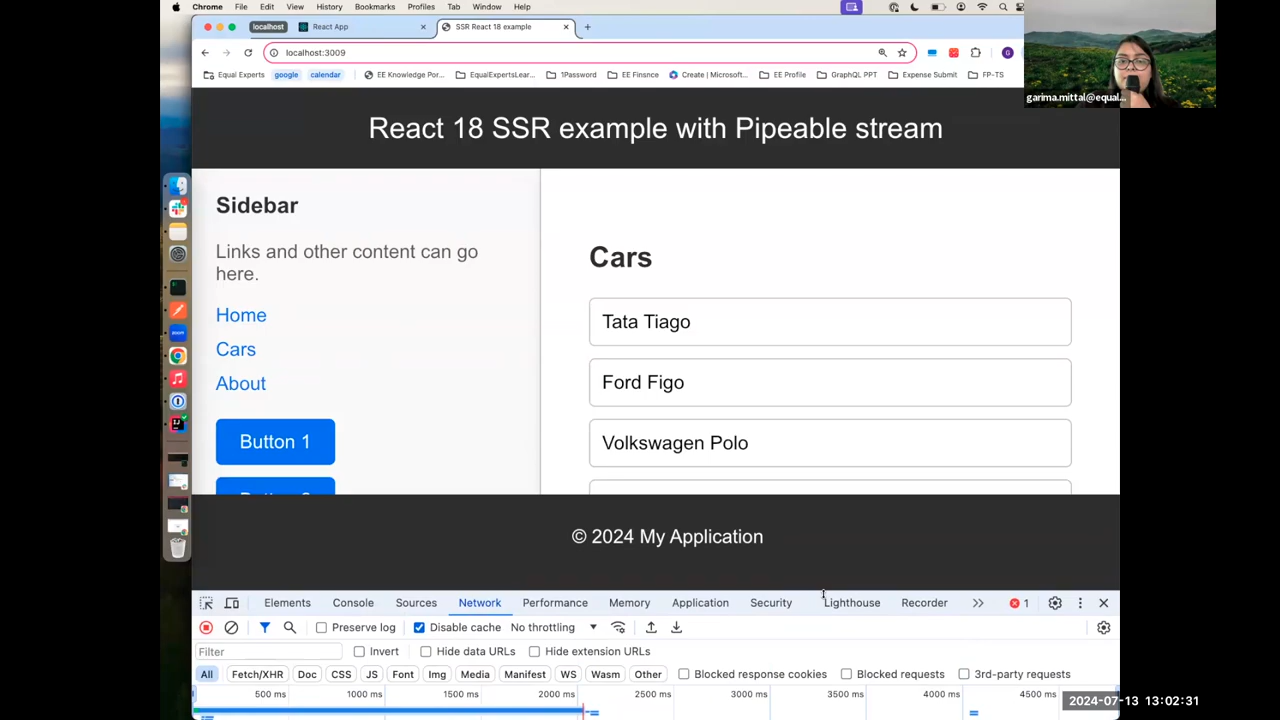 Chrome File Edit View History Bookmarks Profiles Tab Window Help
localhost React App SSR React 18 example
localhost:3009
Equal Experts google calendar EE Knowledge Por... EqualExpertsLear... 1Password EE Finsnce Create | Microsoft... EE Profile GraphQL PPT Expense Submit FP-TS
garima.mittal@equal...
React 18 SSR example with Pipeable stream
Sidebar
Links and other content can go
here.
Home
Cars
About
Button 1
Cars
Tata Tiago
Ford Figo
Volkswagen Polo
© 2024 My Application
Elements Console Sources Network Performance Memory Application Security Lighthouse Recorder 1
Preserve log Disable cache No throttling
Filter Invert Hide data URLs Hide extension URLs
All Fetch/XHR Doc CSS JS Font Img Media Manifest WS Wasm Other Blocked response cookies Blocked requests 3rd-party requests
500 ms 1000 ms 1500 ms 2000 ms 2500 ms 3000 ms 3500 ms 4000 ms 4500 ms
2024-07-13 13:02:31